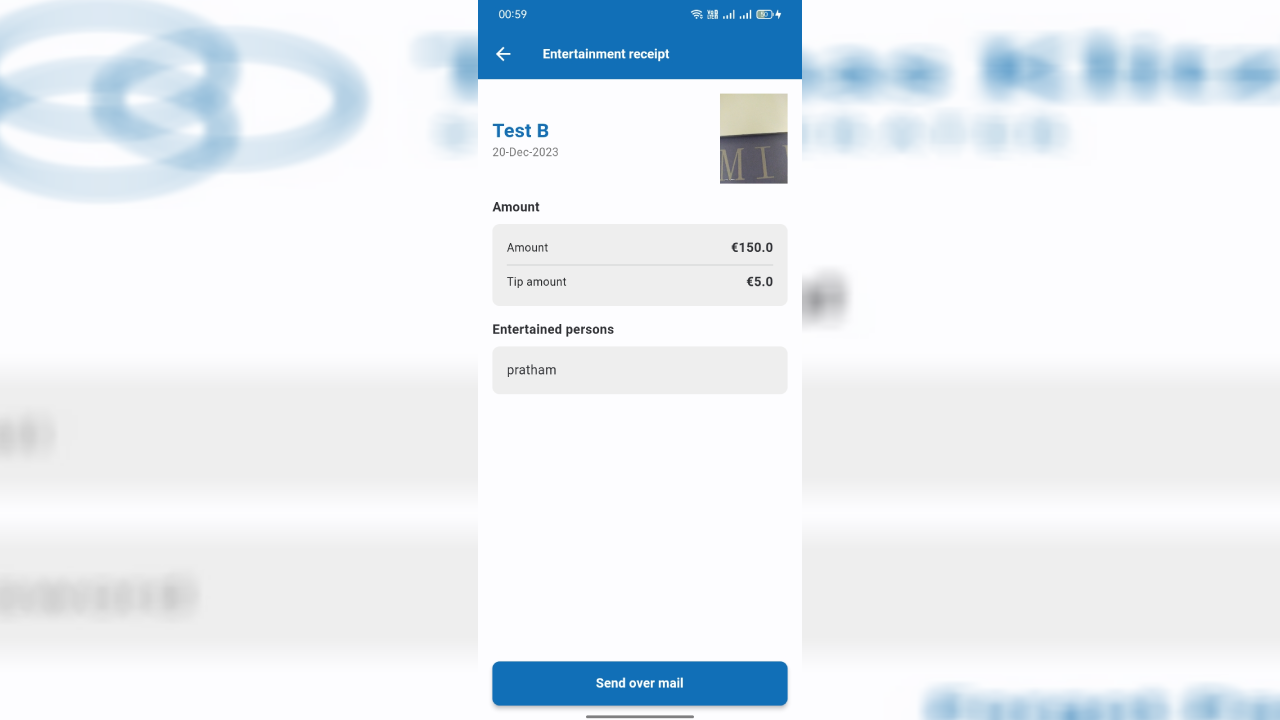 00:59
Entertainment receipt
Test B
20-Dec-2023
MI
Amount
Amount €150.0
Tip amount €5.0
Entertained persons
pratham
Send over mail